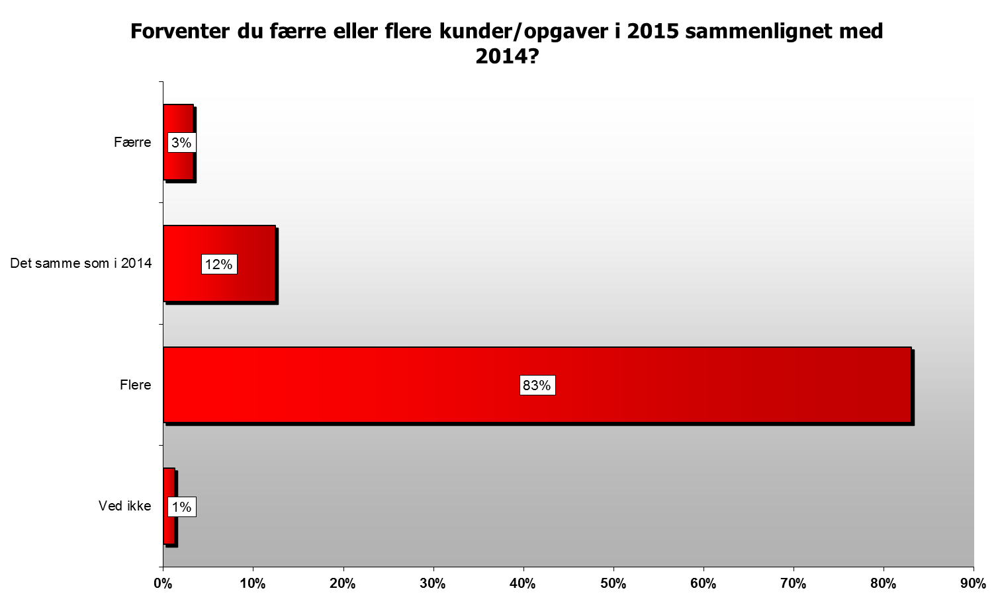 Forventer du færre eller flere kunder/opgaver i 2015 sammenlignet med
2014?
Færre
3%
Det samme som i 2014
12%
Flere
83%
Ved ikke
1%
0% 10% 20% 30% 40% 50% 60% 70% 80% 90%